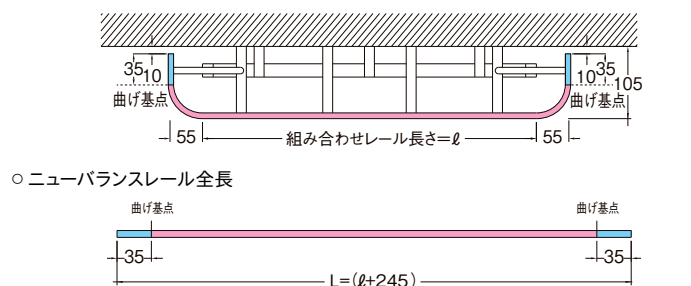 35
10
曲げ基点
10
35
曲げ基点
105
55
組み合わせレール長さ=ℓ
55
○ ニューバランスレール全長
曲げ基点
曲げ基点
35
35
L=(ℓ+245)